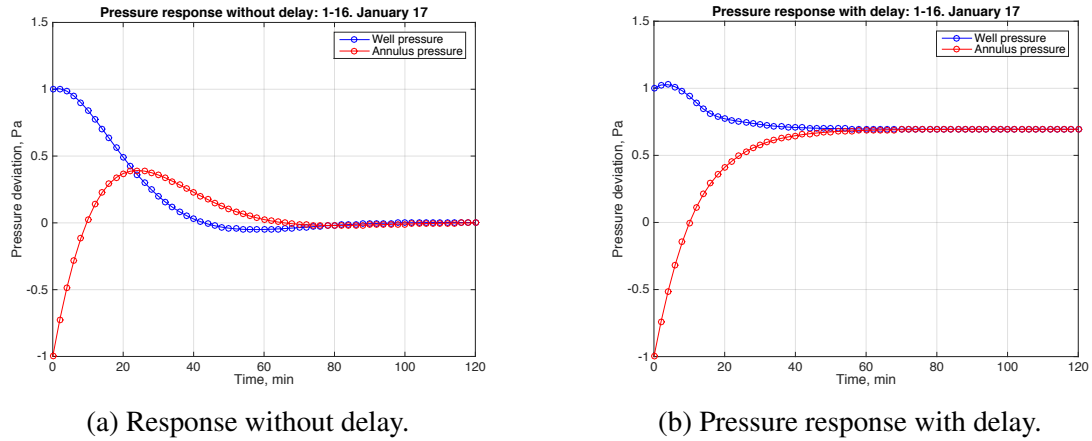 Pressure response without delay: 1-16. January 17
1.5
1
0.5
0
-0.5
-1
Pressure deviation, Pa
Well pressure
Annulus pressure
0 20 40 60 80 100 120
Time, min
(a) Response without delay.
Pressure response with delay: 1-16. January 17
1.5
1
0.5
0
-0.5
-1
Pressure deviation, Pa
Well pressure
Annulus pressure
0 20 40 60 80 100 120
Time, min
(b) Pressure response with delay.